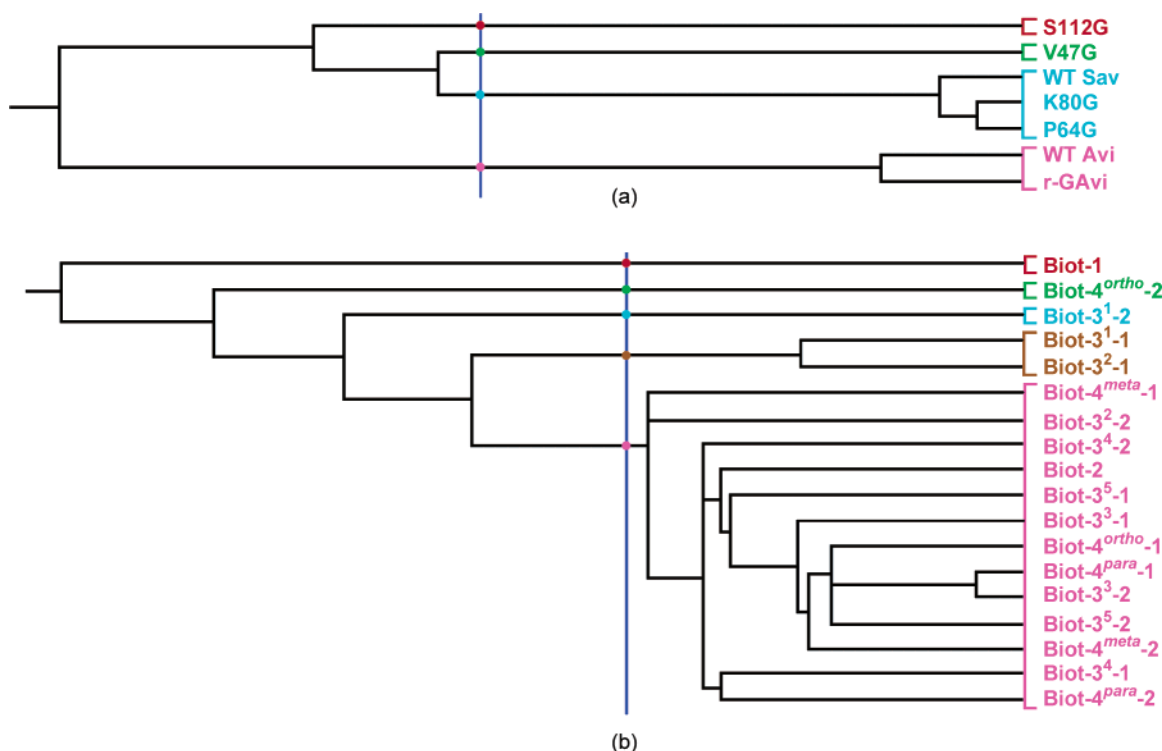 S112G
V47G
WT Sav
K80G
P64G
WT Avi
r-GAvi
(a)
Biot-1
Biot-4ᵒʳᵗʰᵒ-2
Biot-3¹-2
Biot-3¹-1
Biot-3²-1
Biot-4ᵐᵉᵗᵃ-1
Biot-3²-2
Biot-3⁴-2
Biot-2
Biot-3⁵-1
Biot-3³-1
Biot-4ᵒʳᵗʰᵒ-1
Biot-4ᵖᵃʳᵃ-1
Biot-3³-2
Biot-3⁵-2
Biot-4ᵐᵉᵗᵃ-2
Biot-3⁴-1
Biot-4ᵖᵃʳᵃ-2
(b)